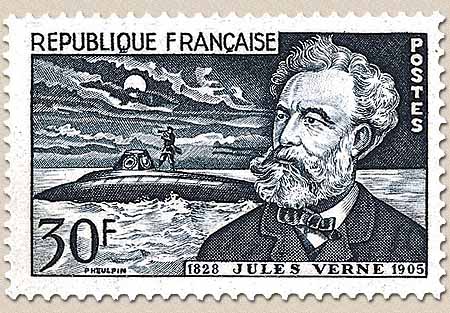 REPUBLIQUE FRANÇAISE
POSTES
30F
PHEULPIN
1828 JULES VERNE 1905